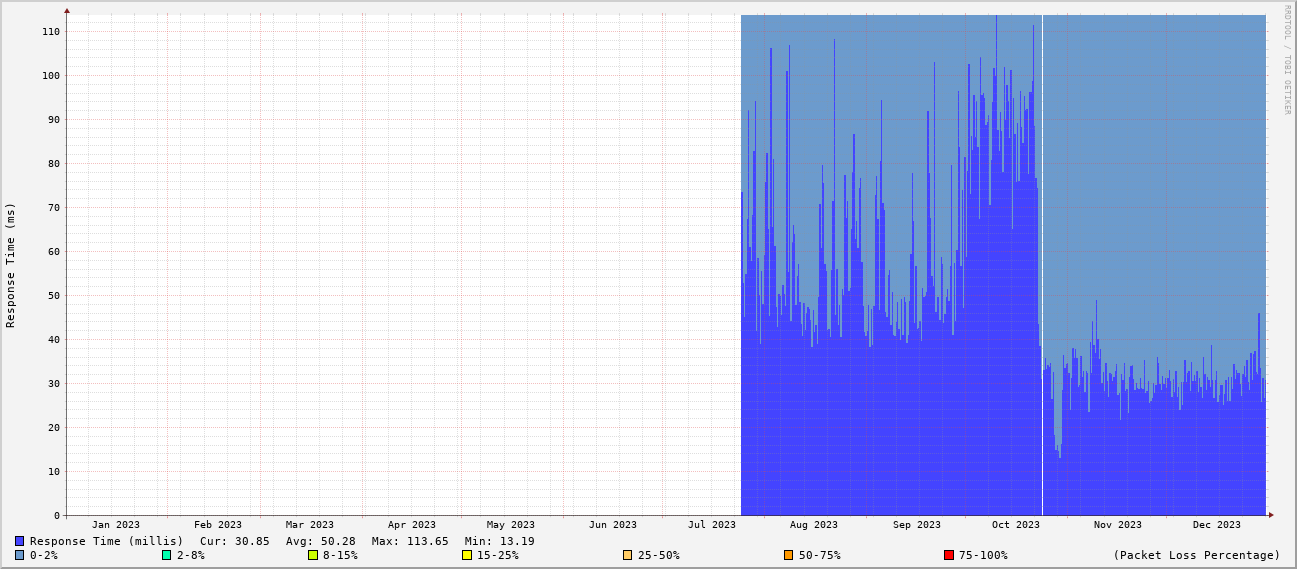 RRDTOOL / TOBI OETIKER
Response Time (ms)
110
100
90
80
70
60
50
40
30
20
10
0
Jan 2023 Feb 2023 Mar 2023 Apr 2023 May 2023 Jun 2023 Jul 2023 Aug 2023 Sep 2023 Oct 2023 Nov 2023 Dec 2023
Response Time (millis) Cur: 30.85 Avg: 50.28 Max: 113.65 Min: 13.19
0-2% 2-8% 8-15% 15-25% 25-50% 50-75% 75-100% (Packet Loss Percentage)